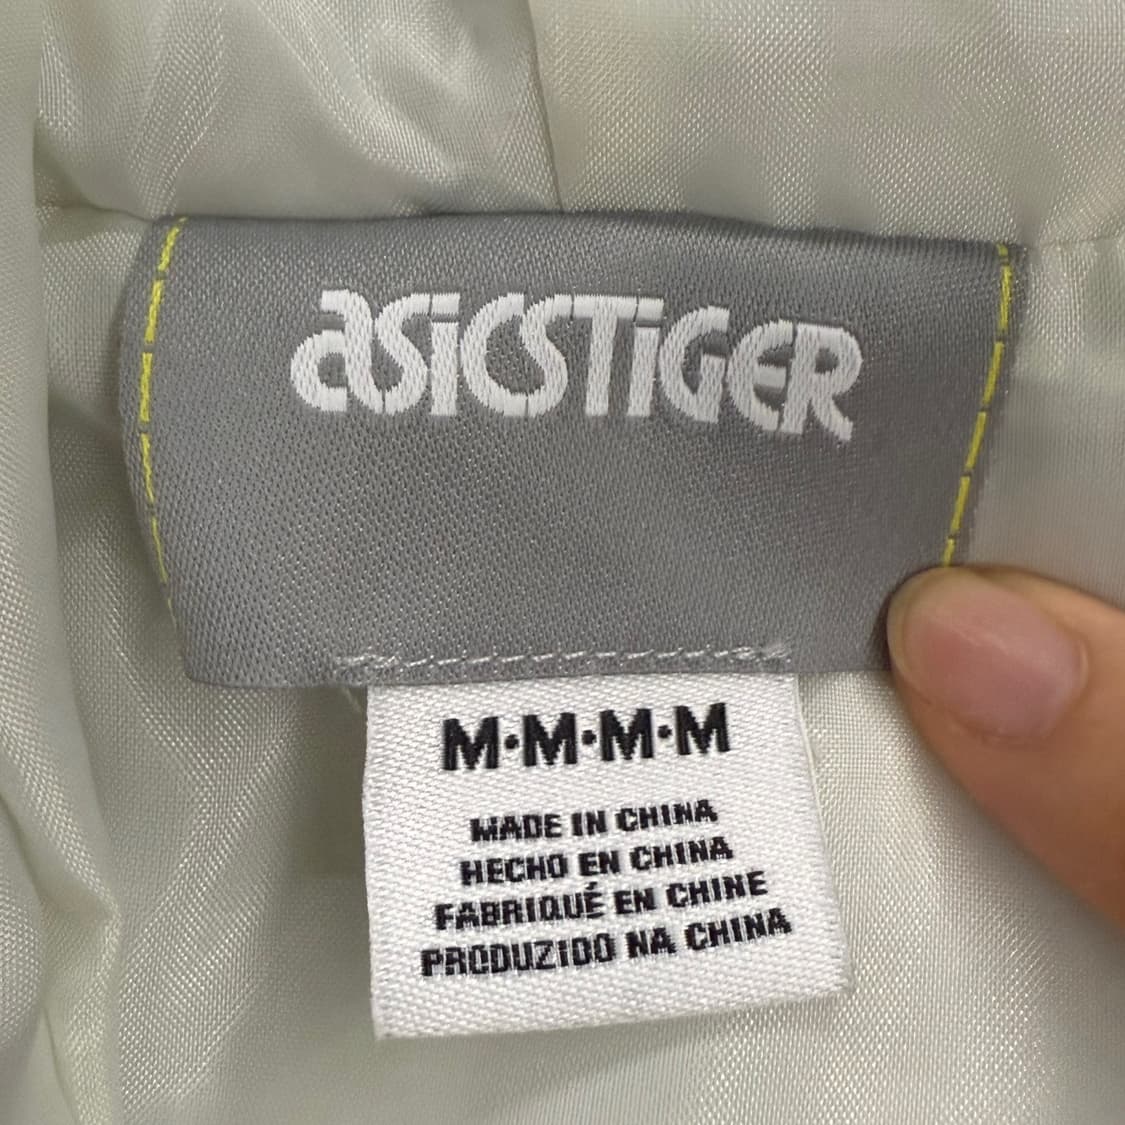 asicsTiGER
M·M·M·M
MADE IN CHINA
HECHO EN CHINA
FABRIQUÉ EN CHINE
PRODUZIDO NA CHINA